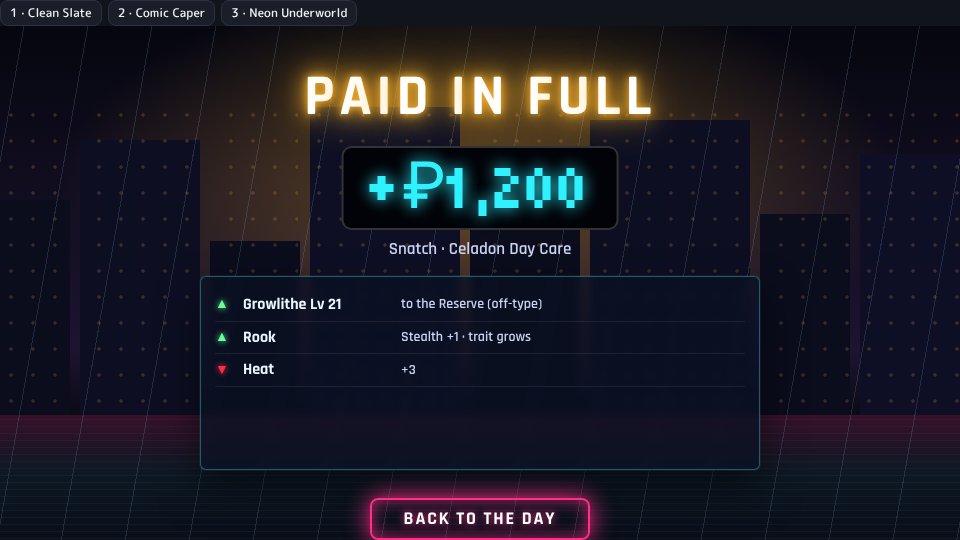 1 · Clean Slate
2 · Comic Caper
3 · Neon Underworld
PAID IN FULL
+₽1,200
Snatch · Celadon Day Care
▲ Growlithe Lv 21 to the Reserve (off-type)
▲ Rook Stealth +1 · trait grows
▼ Heat +3
BACK TO THE DAY